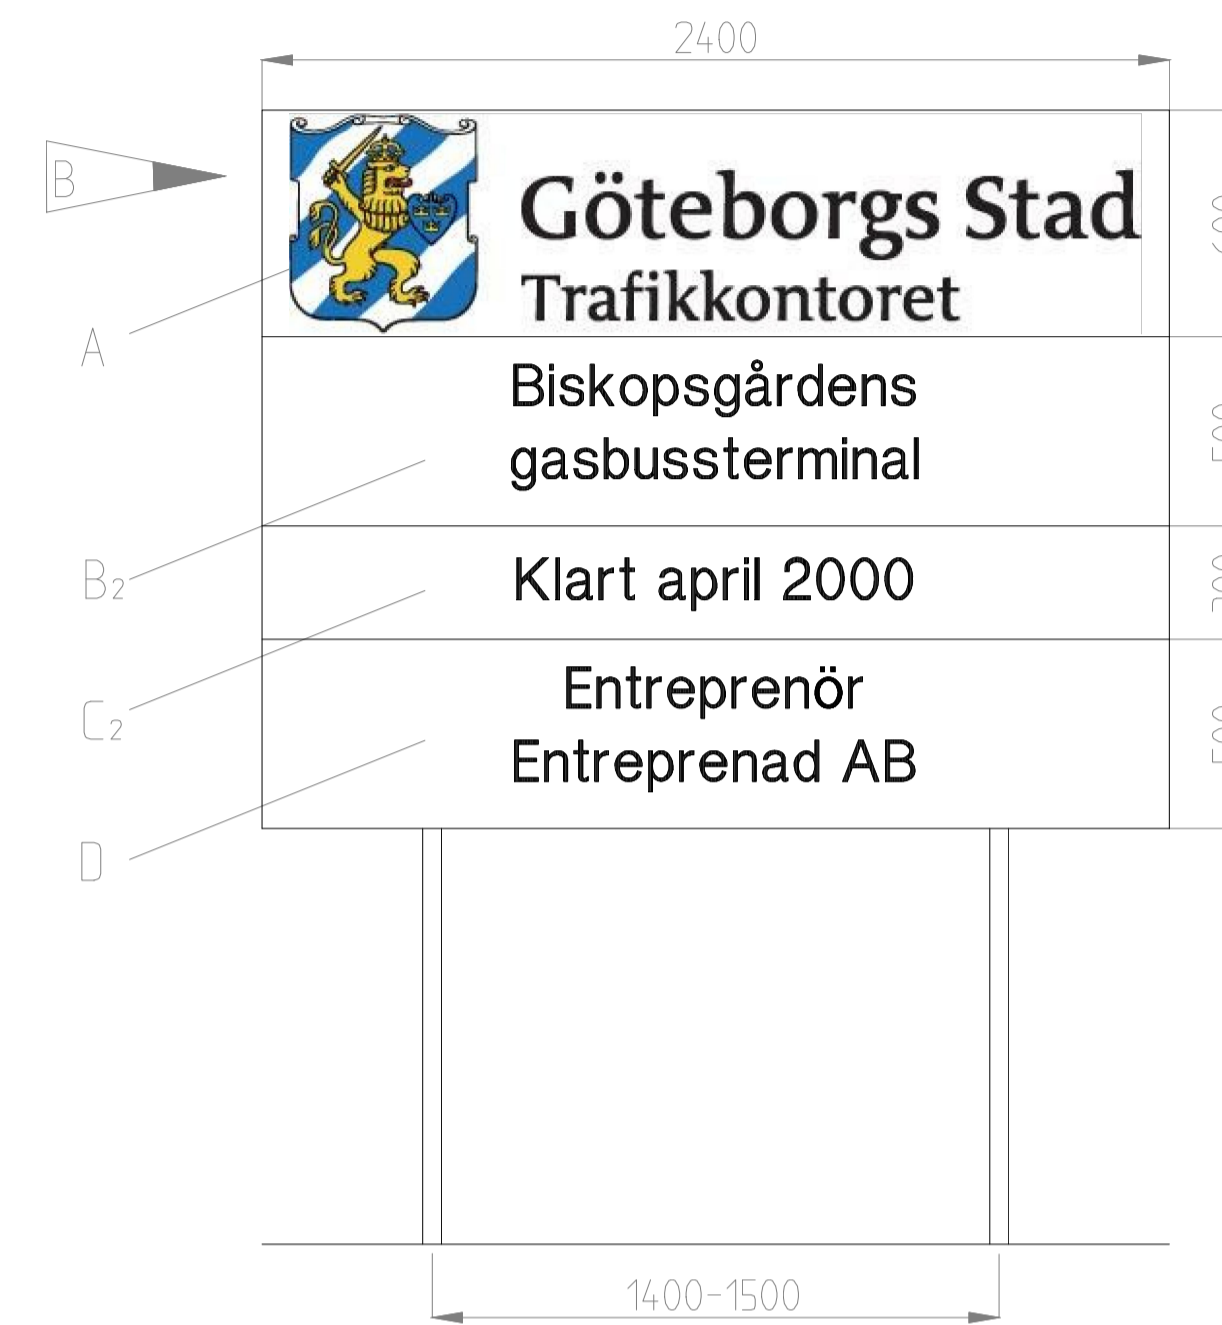 2400
B
Göteborgs Stad
Trafikkontoret
A
Biskopsgårdens
gasbussterminal
B2
Klart april 2000
C2
Entreprenör
Entreprenad AB
D
1400-1500